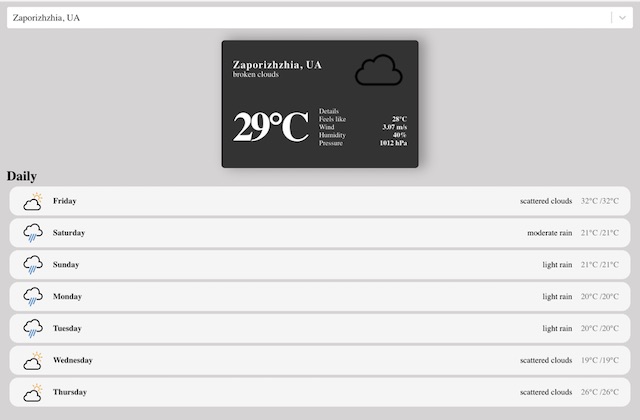 Zaporizhzhia, UA
Zaporizhzhia, UA
broken clouds
29°C
Details
Feels like 28°C
Wind 3.07 m/s
Humidity 40%
Pressure 1012 hPa
Daily
Friday scattered clouds 32°C /32°C
Saturday moderate rain 21°C /21°C
Sunday light rain 21°C /21°C
Monday light rain 20°C /20°C
Tuesday light rain 20°C /20°C
Wednesday scattered clouds 19°C /19°C
Thursday scattered clouds 26°C /26°C